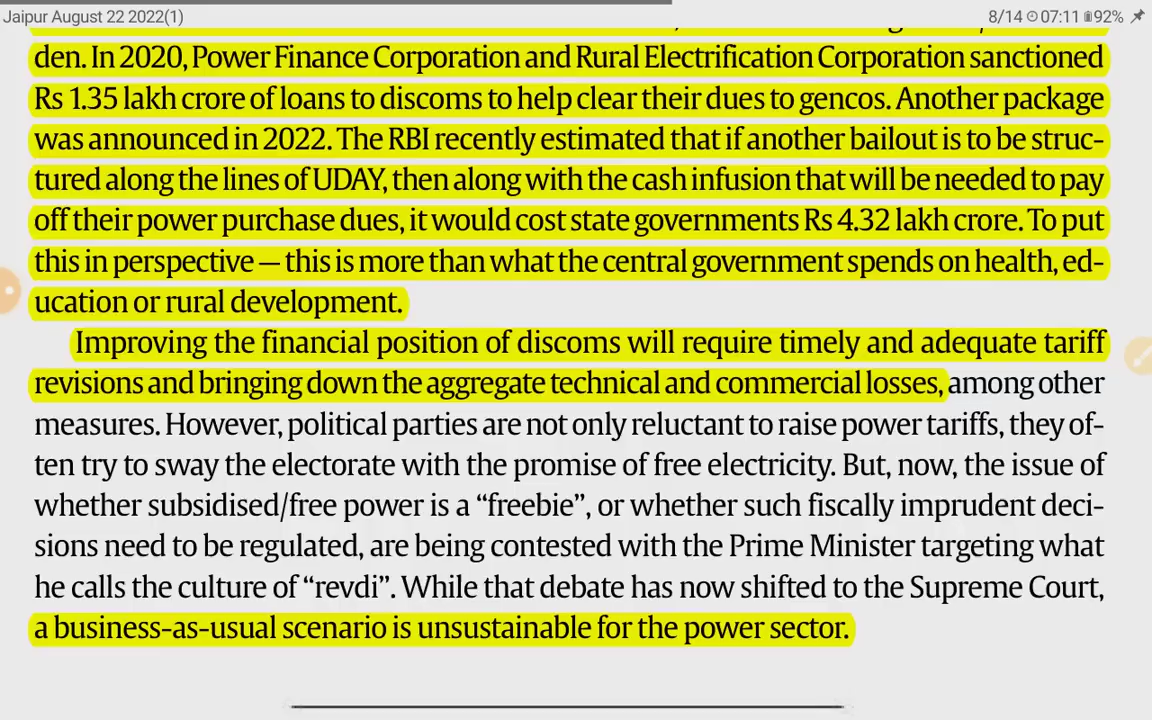 Jaipur August 22 2022(1)
8/14 07:11 92%
den. In 2020, Power Finance Corporation and Rural Electrification Corporation sanctioned
Rs 1.35 lakh crore of loans to discoms to help clear their dues to gencos. Another package
was announced in 2022. The RBI recently estimated that if another bailout is to be struc-
tured along the lines of UDAY, then along with the cash infusion that will be needed to pay
off their power purchase dues, it would cost state governments Rs 4.32 lakh crore. To put
this in perspective — this is more than what the central government spends on health, ed-
ucation or rural development.
Improving the financial position of discoms will require timely and adequate tariff
revisions and bringing down the aggregate technical and commercial losses, among other
measures. However, political parties are not only reluctant to raise power tariffs, they of-
ten try to sway the electorate with the promise of free electricity. But, now, the issue of
whether subsidised/free power is a “freebie”, or whether such fiscally imprudent deci-
sions need to be regulated, are being contested with the Prime Minister targeting what
he calls the culture of “revdi”. While that debate has now shifted to the Supreme Court,
a business-as-usual scenario is unsustainable for the power sector.